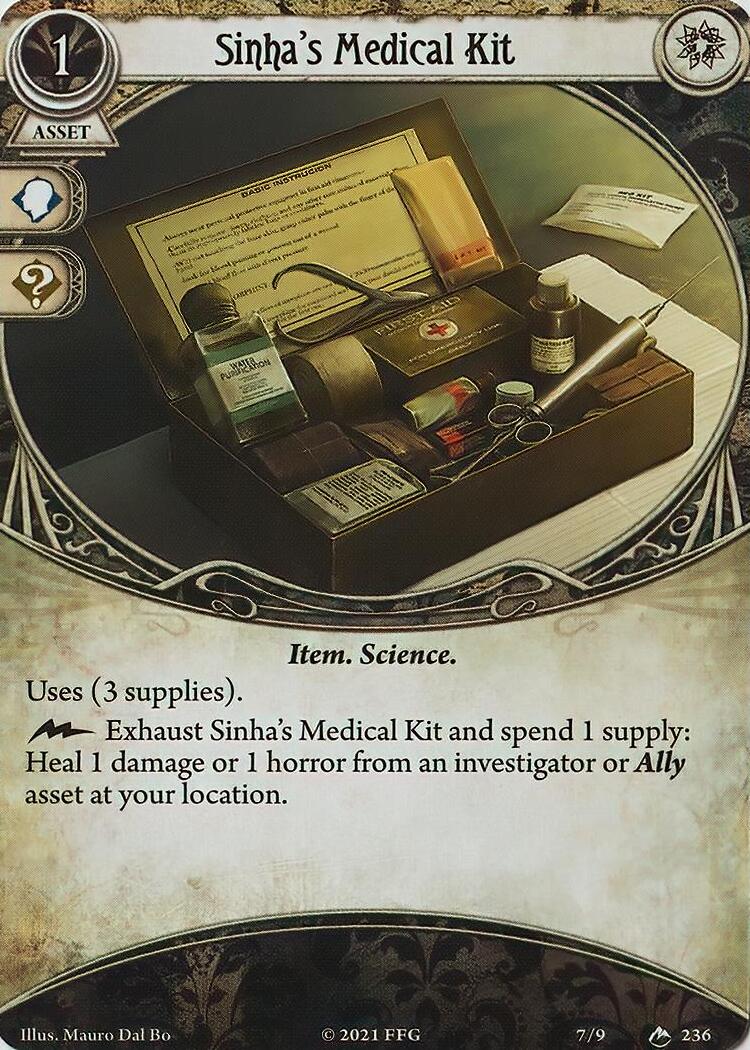 1
Sinha's Medical Kit
ASSET
BASIC INSTRUCION
WATER
PURIFICATION
FIRST AID
Item. Science.
Uses (3 supplies).
Exhaust Sinha's Medical Kit and spend 1 supply:
Heal 1 damage or 1 horror from an investigator or Ally
asset at your location.
Illus. Mauro Dal Bo
© 2021 FFG
7/9
236